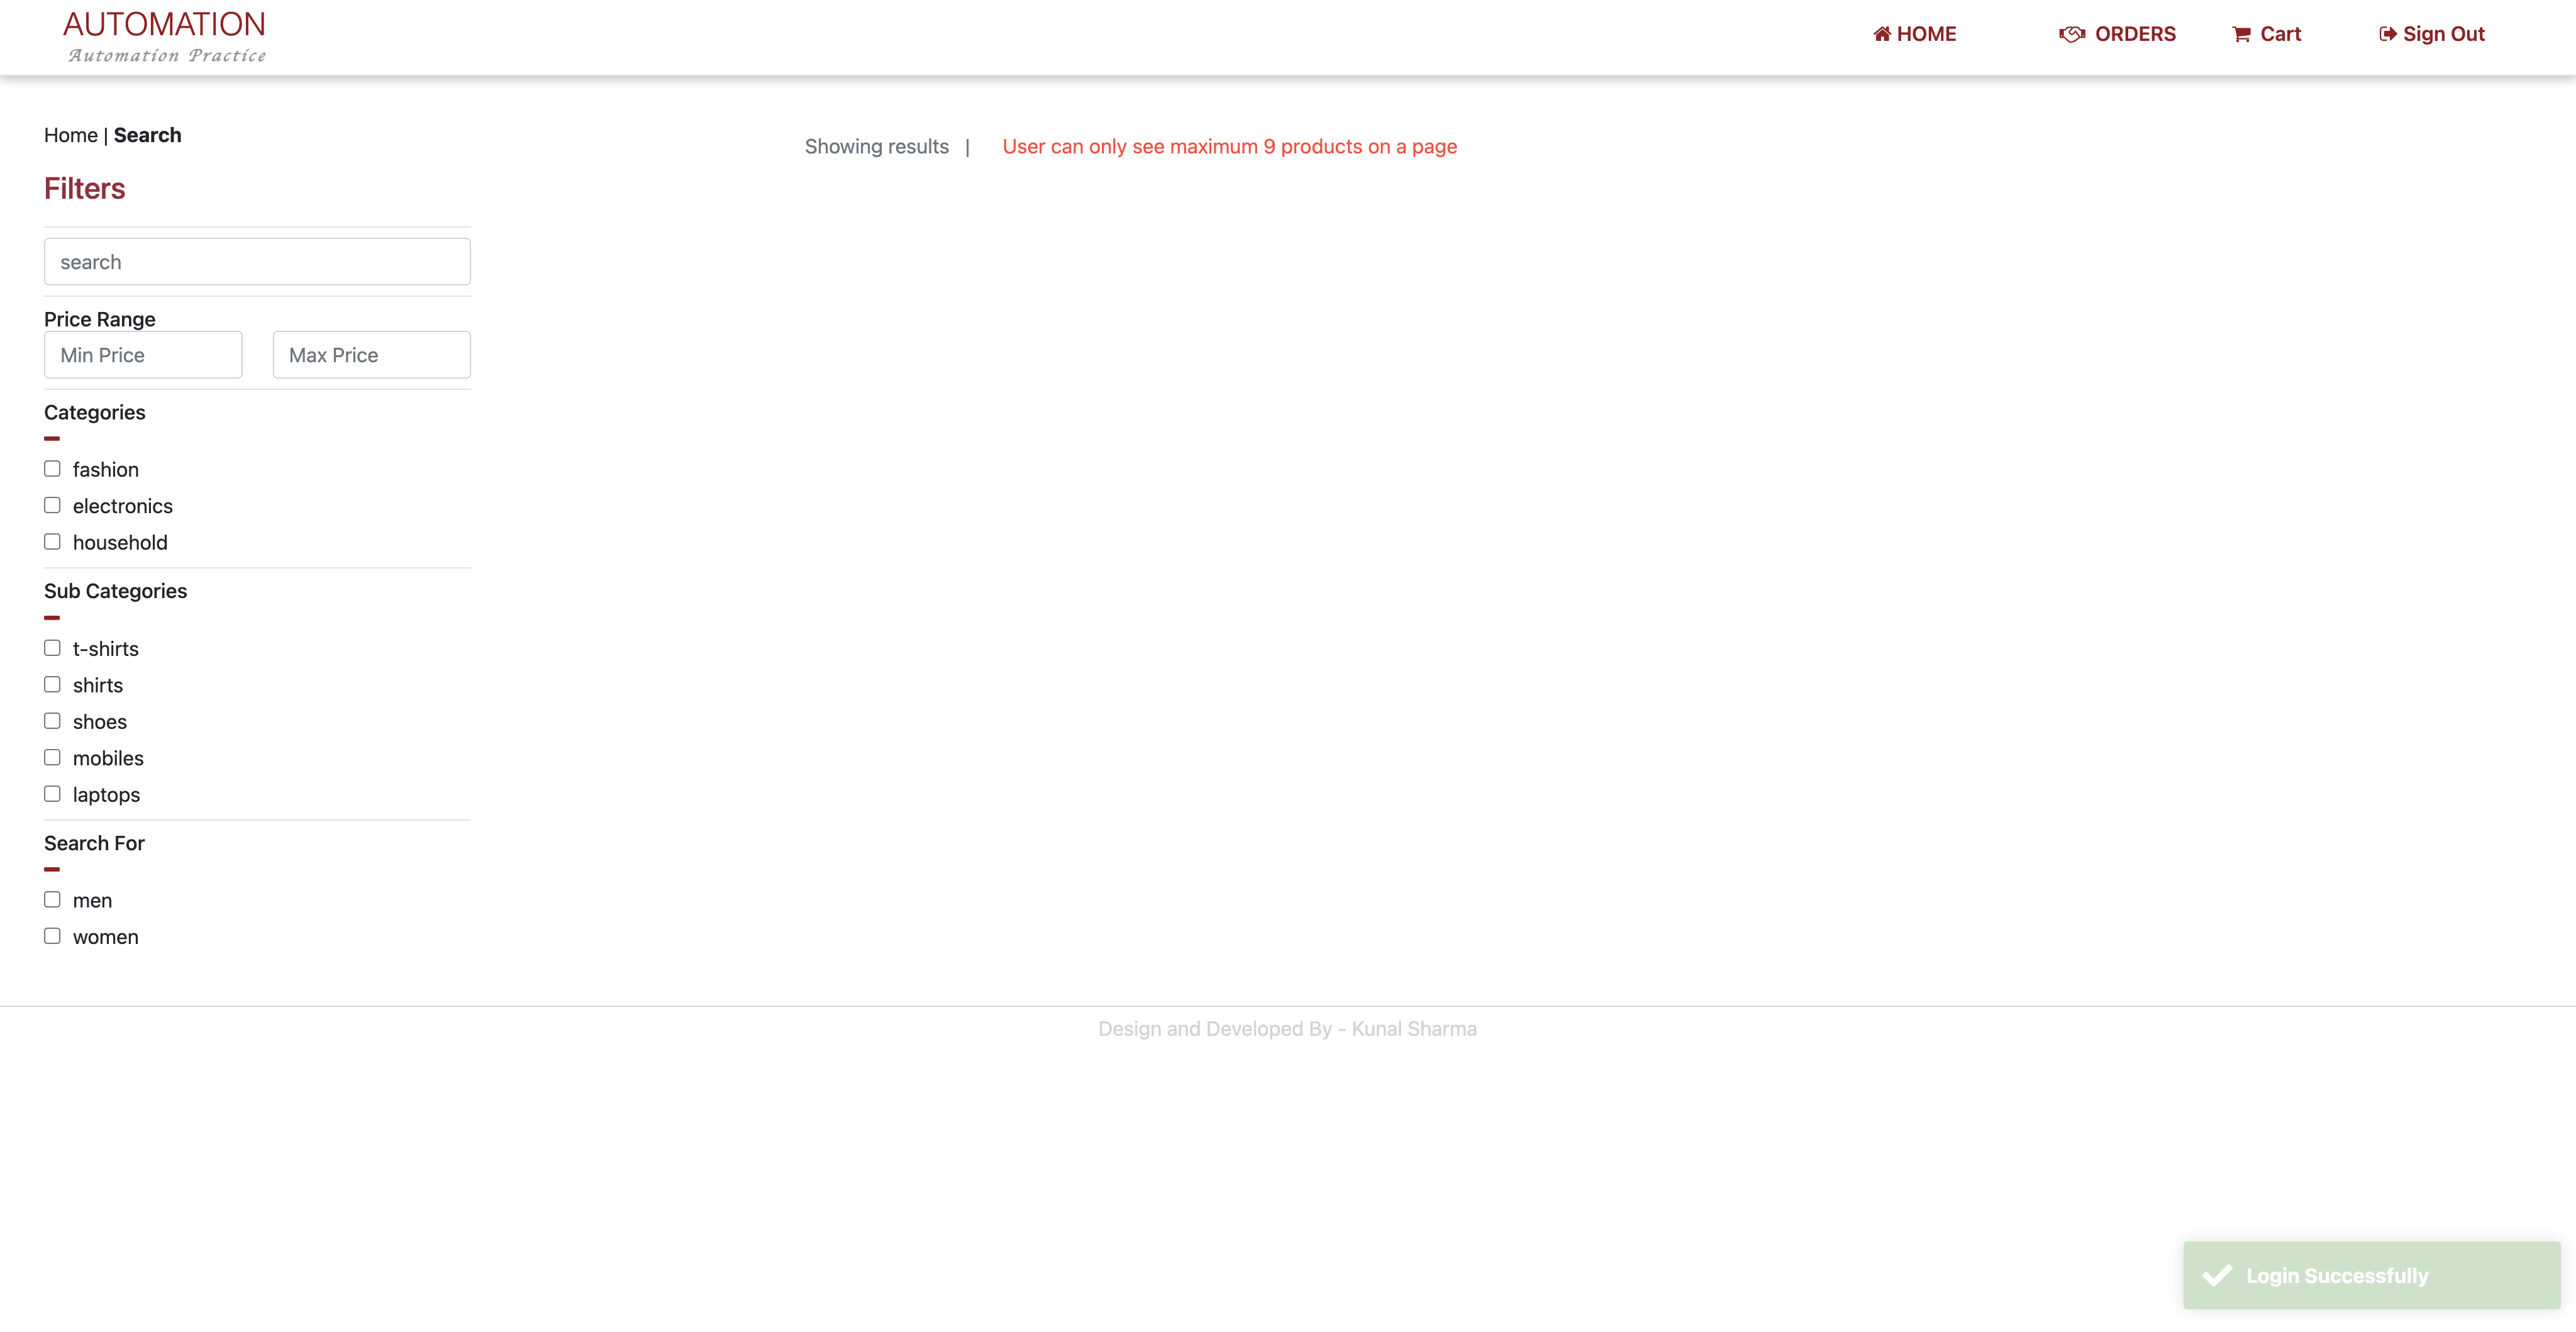 AUTOMATION
Automation Practice
HOME
ORDERS
Cart
Sign Out
Home | Search
Showing results |
User can only see maximum 9 products on a page
Filters
search
Price Range
Min Price
Max Price
Categories
fashion
electronics
household
Sub Categories
t-shirts
shirts
shoes
mobiles
laptops
Search For
men
women
Design and Developed By - Kunal Sharma
Login Successfully